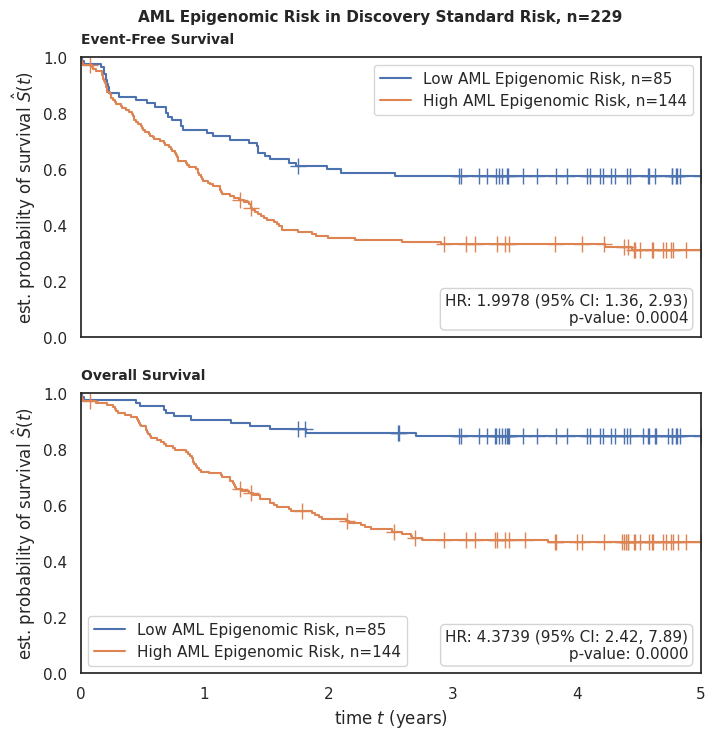 AML Epigenomic Risk in Discovery Standard Risk, n=229
Event-Free Survival
1.0
0.8
0.6
0.4
0.2
0.0
est. probability of survival Ŝ(t)
Low AML Epigenomic Risk, n=85
High AML Epigenomic Risk, n=144
HR: 1.9978 (95% CI: 1.36, 2.93)
p-value: 0.0004
Overall Survival
1.0
0.8
0.6
0.4
0.2
0.0
est. probability of survival Ŝ(t)
Low AML Epigenomic Risk, n=85
High AML Epigenomic Risk, n=144
HR: 4.3739 (95% CI: 2.42, 7.89)
p-value: 0.0000
0 1 2 3 4 5
time t (years)